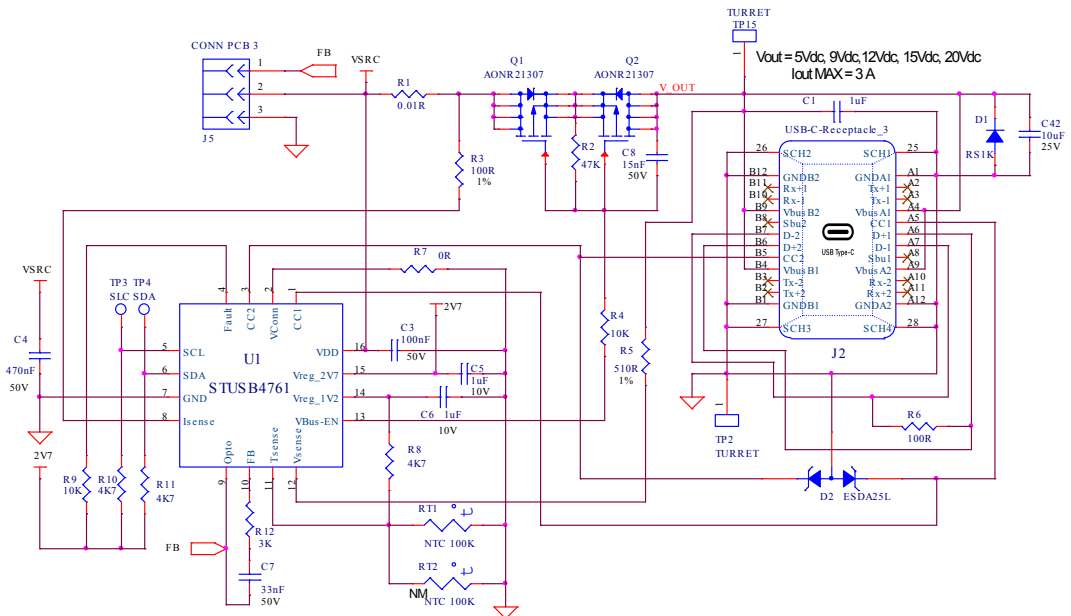 TURRET
TP15
1
Vout = 5Vdc, 9Vdc,12Vdc, 15Vdc, 20Vdc
Iout MAX = 3 A
CONN PCB 3
1
2
3
J5
FB
VSRC
R1
0.01R
Q1
AONR21307
Q2
AONR21307
V_OUT
R2
47K
C8
15nF
50V
R3
100R
1%
C1
1uF
USB-C-Receptacle_3
D1
RS1K
C42
10uF
25V
26
SCH2
SCH1
25
B12
GNDB2
GNDA1
A1
B11
Rx+1
Tx+1
A2
B10
Rx-1
Tx-1
A3
B9
VbusB2
VbusA1
A4
B8
Sbu2
CC1
A5
B7
D-2
D+1
A6
B6
D+2
D-1
A7
B5
CC2
Sbu1
A8
B4
VbusB1
VbusA2
A9
B3
Tx-2
Rx-2
A10
B2
Tx+2
Rx+2
A11
B1
GNDB1
GNDA2
A12
27
SCH3
SCH4
28
USB Type-C
J2
R7
0R
VSRC
TP3
SLC
TP4
SDA
4
3
2
1
Fault
CC2
VConn
CC1
2V7
C3
100nF
50V
R4
10K
R5
510R
1%
C4
470nF
50V
5
SCL
6
SDA
7
GND
8
Isense
U1
STUSB4761
VDD
16
Vreg_2V7
15
Vreg_1V2
14
VBus-EN
13
C5
1uF
10V
C6
1uF
10V
Opto
FB
Tsense
Vsense
9
10
11
12
2V7
R9
10K
R10
4K7
R11
4K7
R8
4K7
1
TP2
TURRET
R6
100R
D2
ESDA25L
R12
3K
FB
C7
33nF
50V
RT1
NTC 100K
RT2
NM
NTC 100K